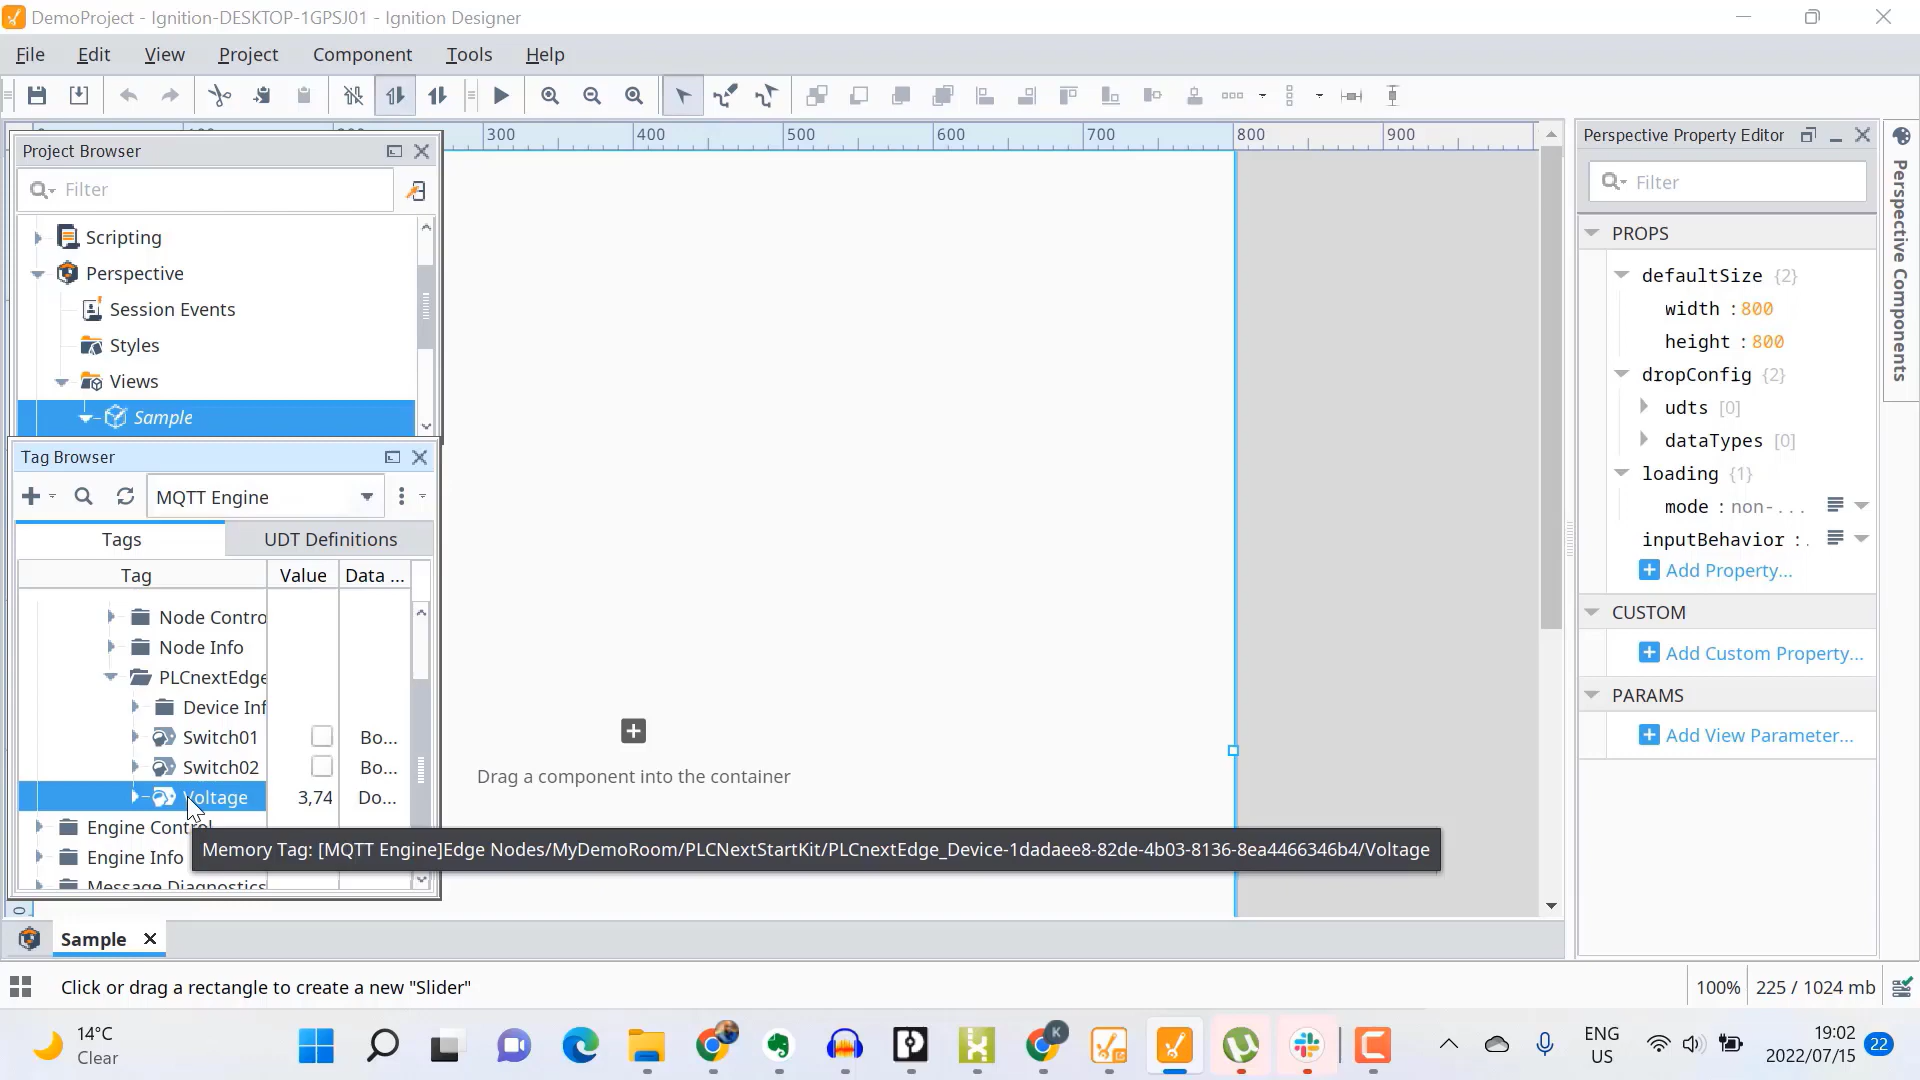 DemoProject - Ignition-DESKTOP-1GPSJ01 - Ignition Designer
File Edit View Project Component Tools Help
300 400 500 600 700 800 900
Project Browser
Filter
Scripting
Perspective
Session Events
Styles
Views
Sample
Tag Browser
MQTT Engine
Tags UDT Definitions
Tag Value Data ...
Node Contro
Node Info
PLCnextEdge
Device Inf
Switch01 Bo...
Switch02 Bo...
Voltage 3,74 Do...
Engine Control
Engine Info
Message Diagnostics
Memory Tag: [MQTT Engine]Edge Nodes/MyDemoRoom/PLCNextStartKit/PLCnextEdge_Device-1dadaee8-82de-4b03-8136-8ea4466346b4/Voltage
Drag a component into the container
Perspective Property Editor
Filter
PROPS
defaultSize {2}
width : 800
height : 800
dropConfig {2}
udts [0]
dataTypes [0]
loading {1}
mode : non-...
inputBehavior :.
Add Property...
CUSTOM
Add Custom Property...
PARAMS
Add View Parameter...
Perspective Components
0
Sample
Click or drag a rectangle to create a new "Slider"
100% 225 / 1024 mb
14°C
Clear
K
ENG
US
19:02
2022/07/15
22